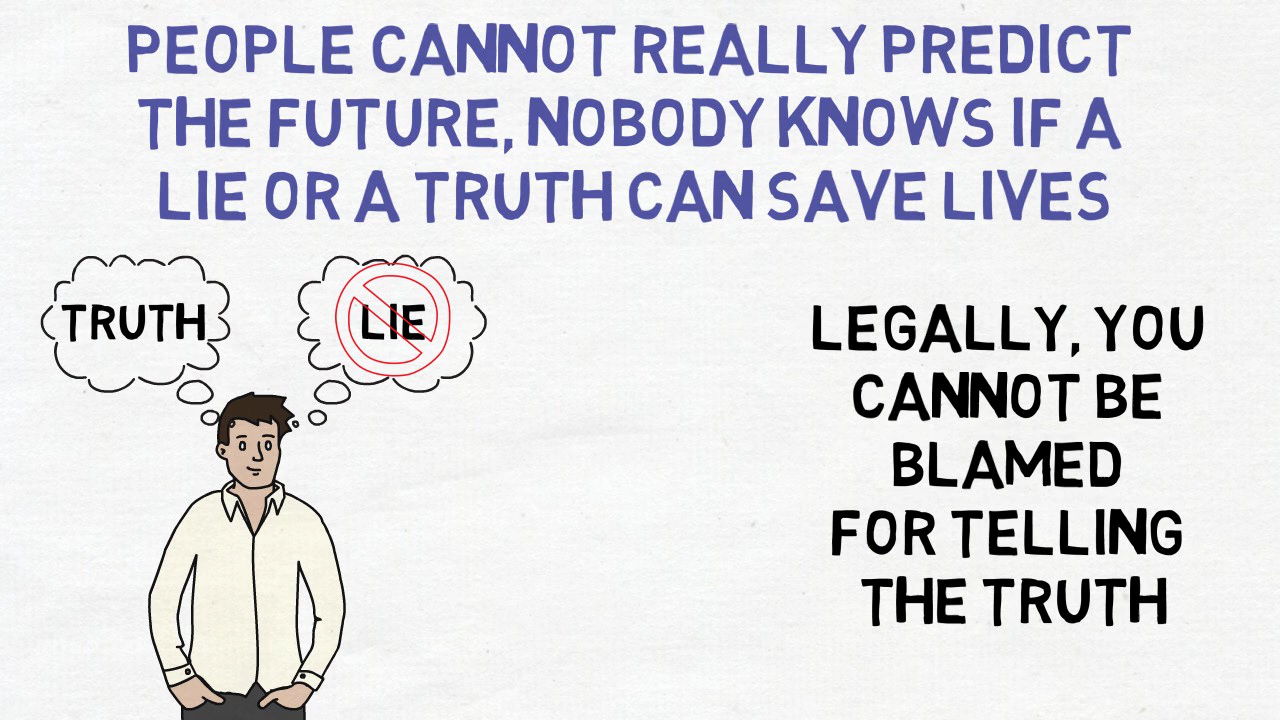 PEOPLE CANNOT REALLY PREDICT
THE FUTURE, NOBODY KNOWS IF A
LIE OR A TRUTH CAN SAVE LIVES
TRUTH
LIE
LEGALLY, YOU
CANNOT BE
BLAMED
FOR TELLING
THE TRUTH